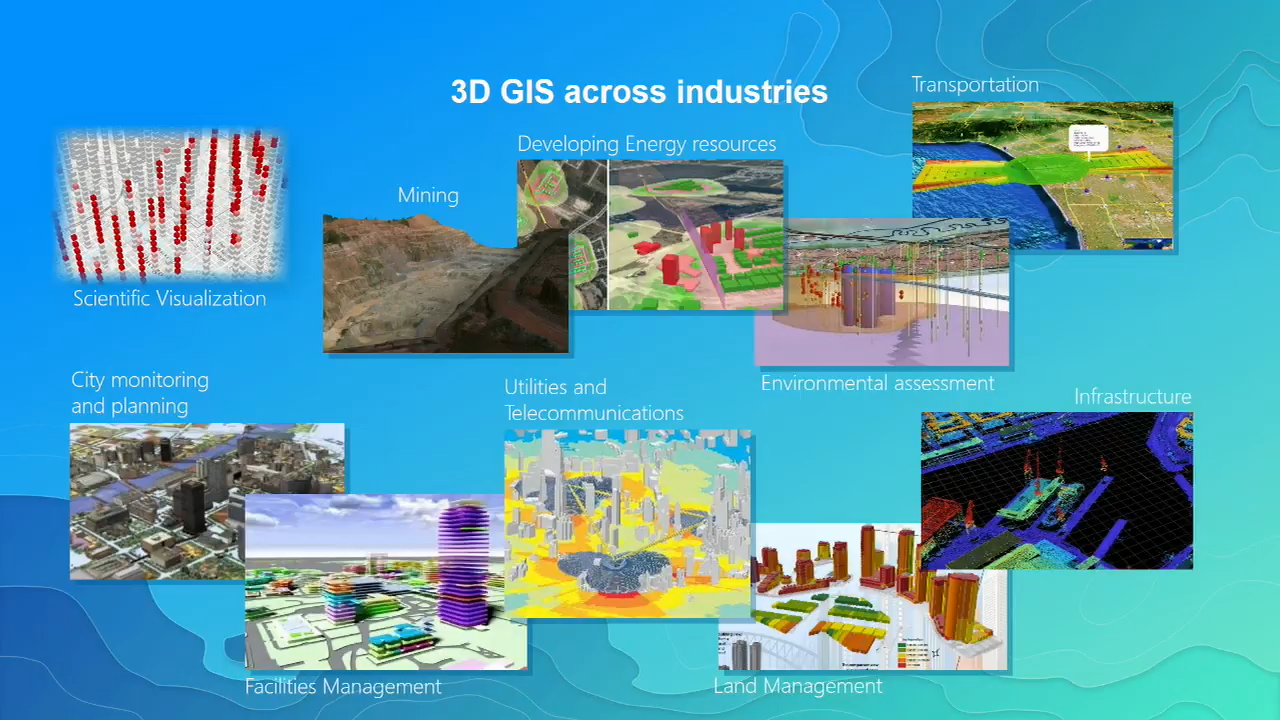 3D GIS across industries
Transportation
Developing Energy resources
Mining
Scientific Visualization
City monitoring
and planning
Utilities and
Telecommunications
Environmental assessment
Infrastructure
Facilities Management
Land Management